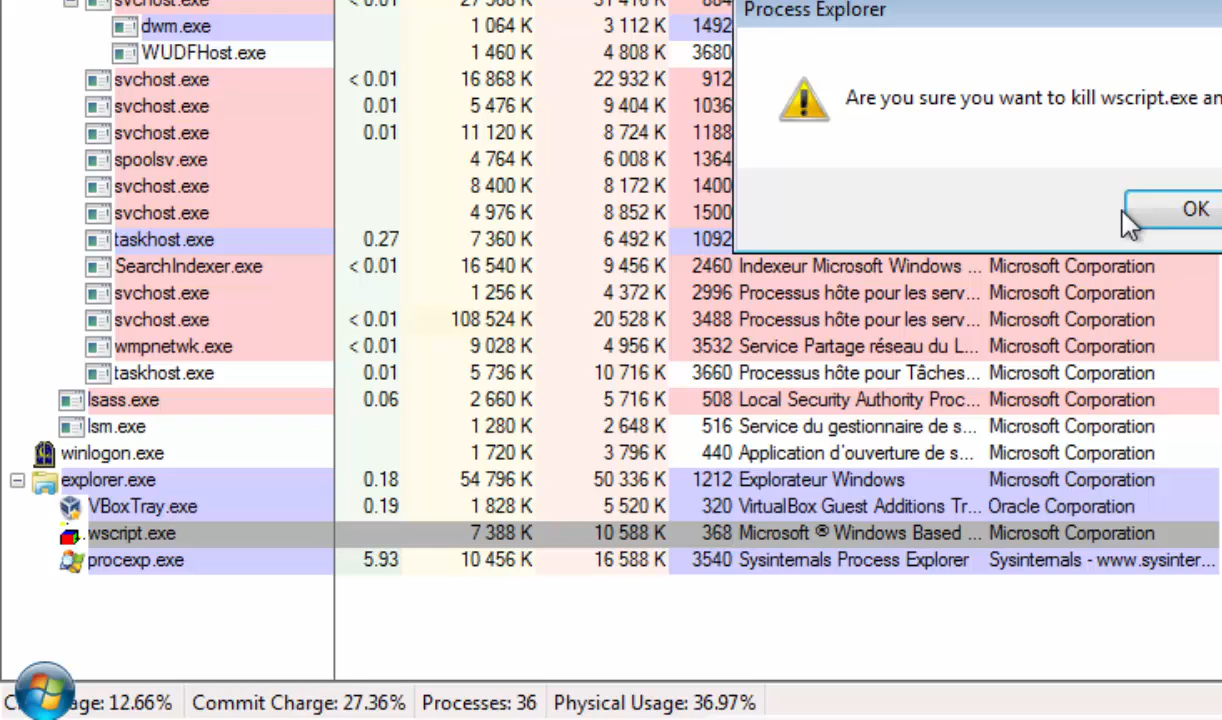 svchost.exe < 0.01 27 568 K 31 416 K 884
Process Explorer
dwm.exe 1 064 K 3 112 K 1492
WUDFHost.exe 1 460 K 4 808 K 3680
svchost.exe < 0.01 16 868 K 22 932 K 912
Are you sure you want to kill wscript.exe an
svchost.exe 0.01 5 476 K 9 404 K 1036
svchost.exe 0.01 11 120 K 8 724 K 1188
spoolsv.exe 4 764 K 6 008 K 1364
svchost.exe 8 400 K 8 172 K 1400
svchost.exe 4 976 K 8 852 K 1500
OK
taskhost.exe 0.27 7 360 K 6 492 K 1092
SearchIndexer.exe < 0.01 16 540 K 9 456 K 2460 Indexeur Microsoft Windows ... Microsoft Corporation
svchost.exe 1 256 K 4 372 K 2996 Processus hôte pour les serv... Microsoft Corporation
svchost.exe < 0.01 108 524 K 20 528 K 3488 Processus hôte pour les serv... Microsoft Corporation
wmpnetwk.exe < 0.01 9 028 K 4 956 K 3532 Service Partage réseau du L... Microsoft Corporation
taskhost.exe 0.01 5 736 K 10 716 K 3660 Processus hôte pour Tâches... Microsoft Corporation
lsass.exe 0.06 2 660 K 5 716 K 508 Local Security Authority Proc... Microsoft Corporation
lsm.exe 1 280 K 2 648 K 516 Service du gestionnaire de s... Microsoft Corporation
winlogon.exe 1 720 K 3 796 K 440 Application d'ouverture de s... Microsoft Corporation
explorer.exe 0.18 54 796 K 50 336 K 1212 Explorateur Windows Microsoft Corporation
VBoxTray.exe 0.19 1 828 K 5 520 K 320 VirtualBox Guest Additions Tr... Oracle Corporation
wscript.exe 7 388 K 10 588 K 368 Microsoft ® Windows Based ... Microsoft Corporation
procexp.exe 5.93 10 456 K 16 588 K 3540 Sysinternals Process Explorer Sysinternals - www.sysinter...
age: 12.66% Commit Charge: 27.36% Processes: 36 Physical Usage: 36.97%